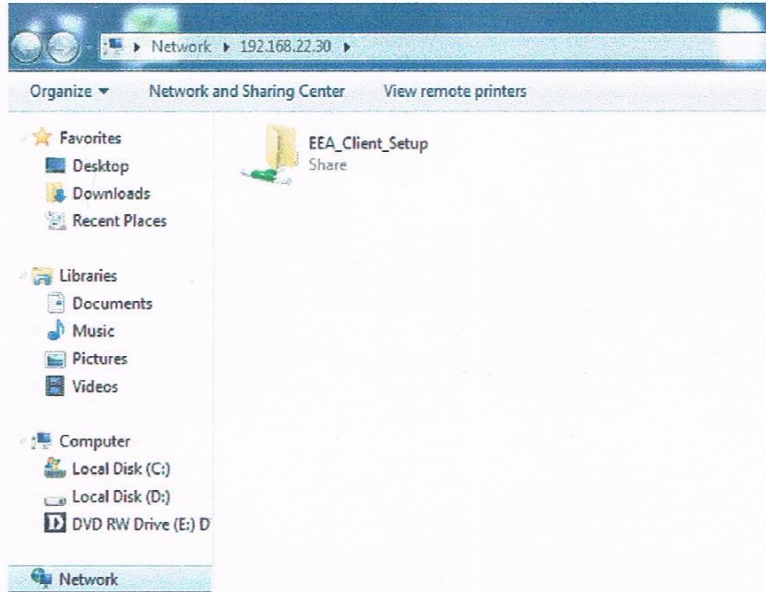 Network ▸ 192.168.22.30 ▸
Organize ▾ Network and Sharing Center View remote printers
Favorites
Desktop
Downloads
Recent Places
Libraries
Documents
Music
Pictures
Videos
Computer
Local Disk (C:)
Local Disk (D:)
DVD RW Drive (E:) D
Network
EEA_Client_Setup
Share